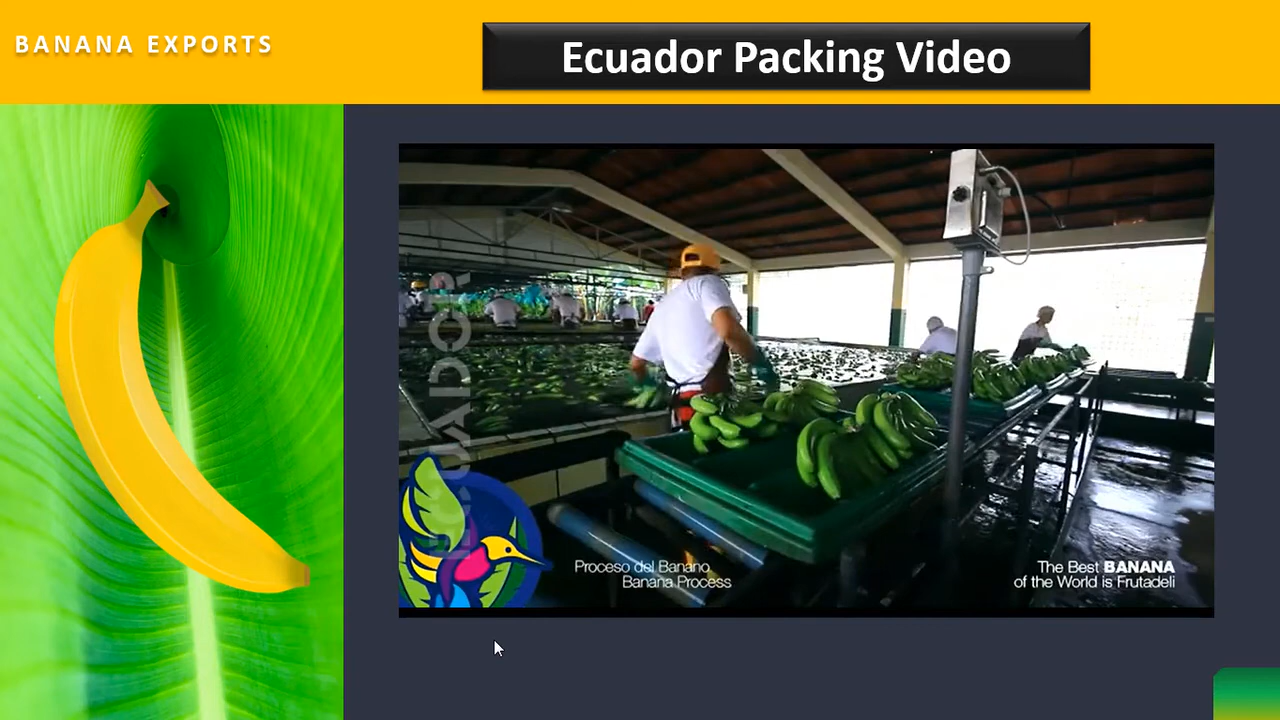 BANANA EXPORTS
Ecuador Packing Video
Proceso del Banano
Banana Process
The Best BANANA
of the World is Frutadeli